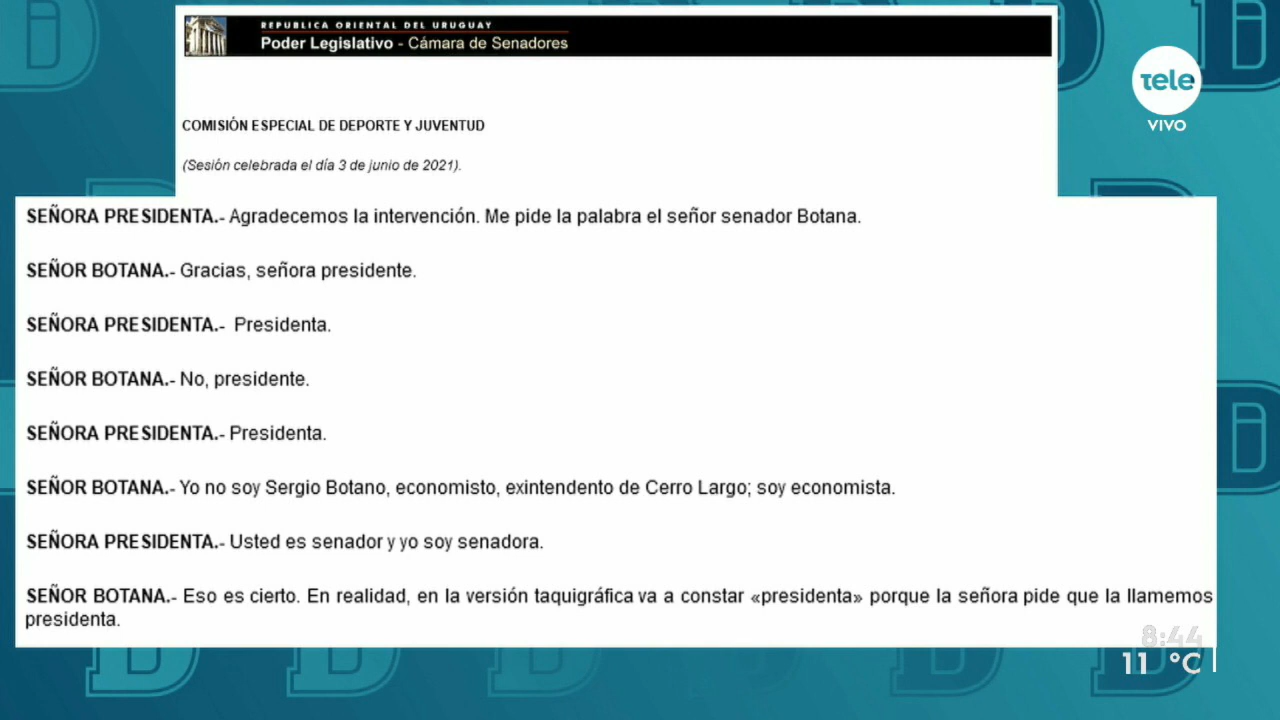 REPUBLICA ORIENTAL DEL URUGUAY
Poder Legislativo - Cámara de Senadores
tele
VIVO
COMISIÓN ESPECIAL DE DEPORTE Y JUVENTUD
(Sesión celebrada el día 3 de junio de 2021).
SEÑORA PRESIDENTA.- Agradecemos la intervención. Me pide la palabra el señor senador Botana.
SEÑOR BOTANA.- Gracias, señora presidente.
SEÑORA PRESIDENTA.- Presidenta.
SEÑOR BOTANA.- No, presidente.
SEÑORA PRESIDENTA.- Presidenta.
SEÑOR BOTANA.- Yo no soy Sergio Botano, economisto, exintendento de Cerro Largo; soy economista.
SEÑORA PRESIDENTA.- Usted es senador y yo soy senadora.
SEÑOR BOTANA.- Eso es cierto. En realidad, en la versión taquigráfica va a constar «presidenta» porque la señora pide que la llamemos
presidenta.
8:44
11 °C